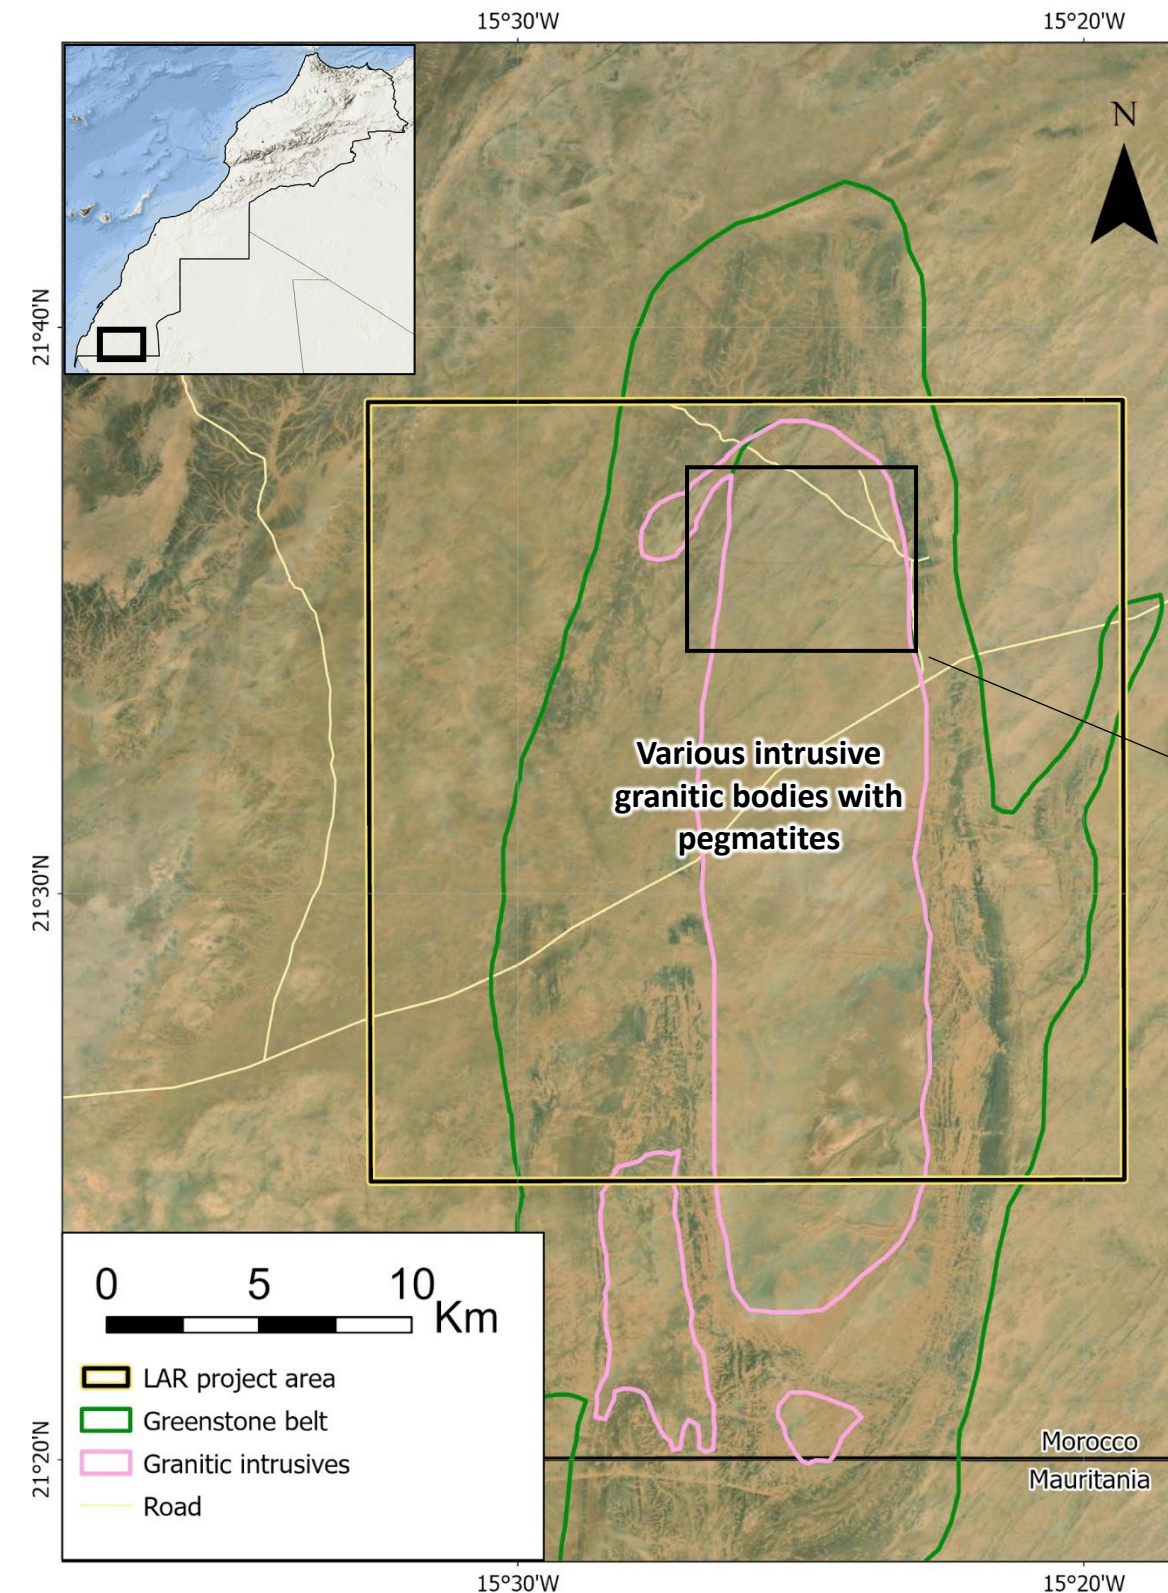 15°30'W
15°20'W
N
21°40'N
Various intrusive
granitic bodies with
pegmatites
21°30'N
0 5 10
Km
LAR project area
Greenstone belt
Granitic intrusives
Road
21°20'N
Morocco
Mauritania
15°30'W
15°20'W